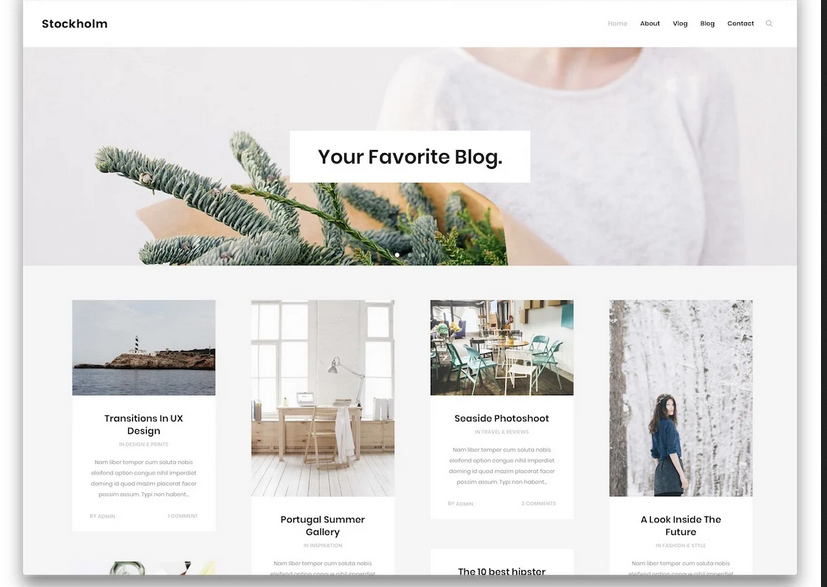 Stockholm
Home About Vlog Blog Contact
Your Favorite Blog.
Transitions In UX
Design
IN DESIGN & PRINTS
Nam liber tempor cum soluta nobis
eleifend option congue nihil imperdiet
doming id quod mazim placerat facer
possim assum. Typi non habent...
BY ADMIN
1 COMMENT
Portugal Summer
Gallery
IN INSPIRATION
Nam liber tempor cum soluta nobis
eleifend option congue nihil imperdiet
Seaside Photoshoot
IN TRAVEL & REVIEWS
Nam liber tempor cum soluta nobis
eleifend option congue nihil imperdiet
doming id quod mazim placerat facer
possim assum. Typi non habent...
BY ADMIN
2 COMMENTS
The 10 best hipster
A Look Inside The
Future
IN FASHION & STYLE
Nam liber tempor cum soluta nobis
eleifend option congue nihil imperdiet